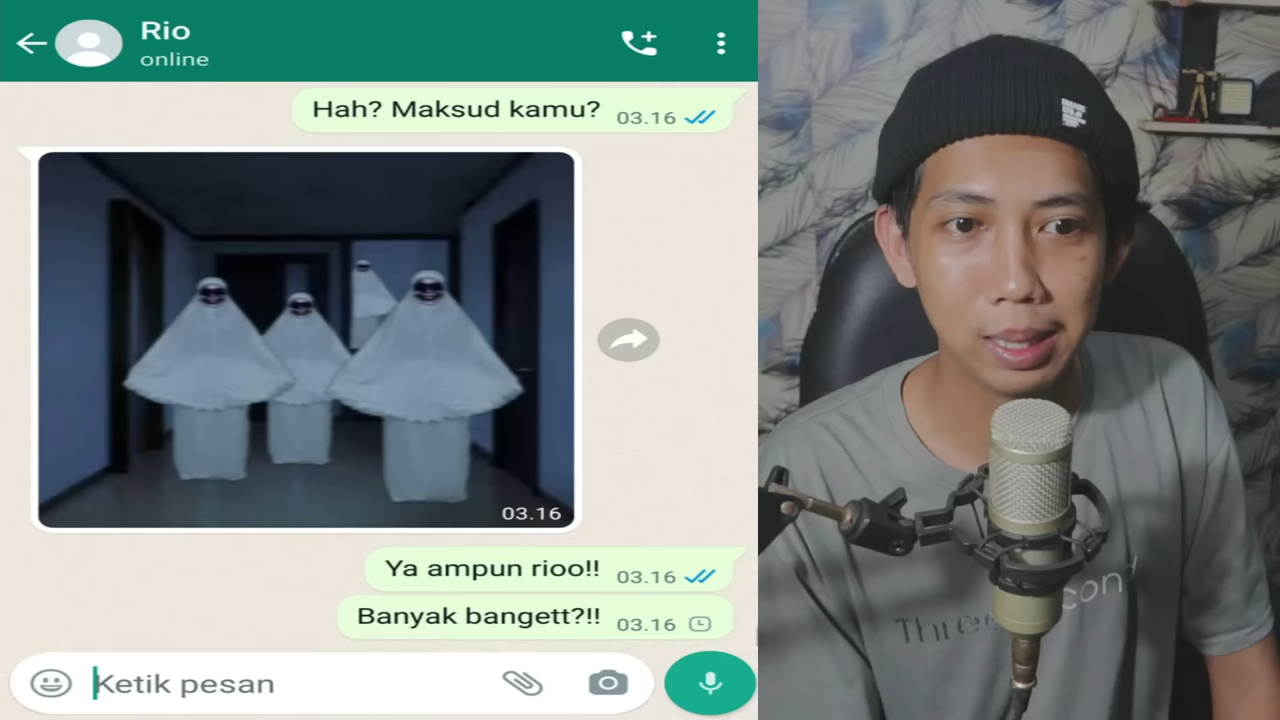 Rio
online
Hah? Maksud kamu? 03.16
03.16
Ya ampun rioo!! 03.16
Banyak bangett?!! 03.16
Ketik pesan